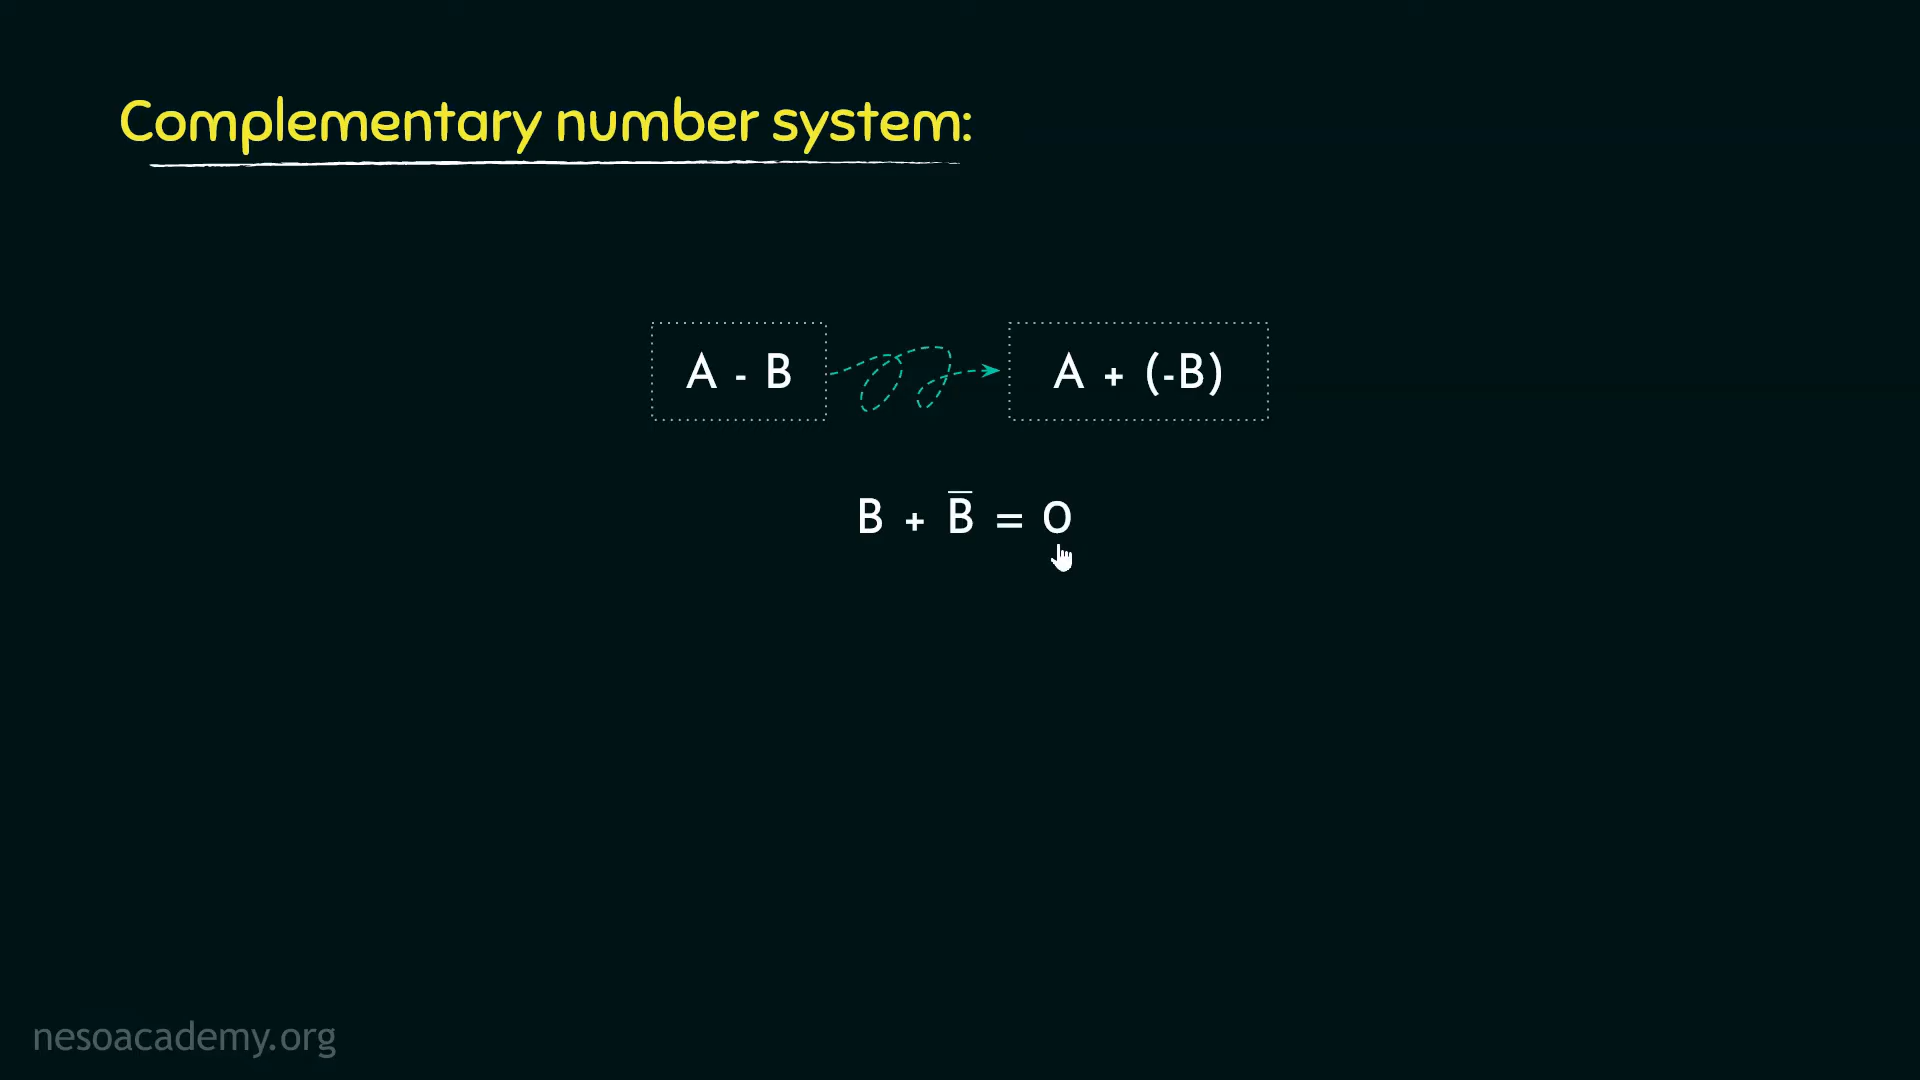 Complementary number system:
A - B A + (-B)
B + B̅ = 0
nesoacademy.org